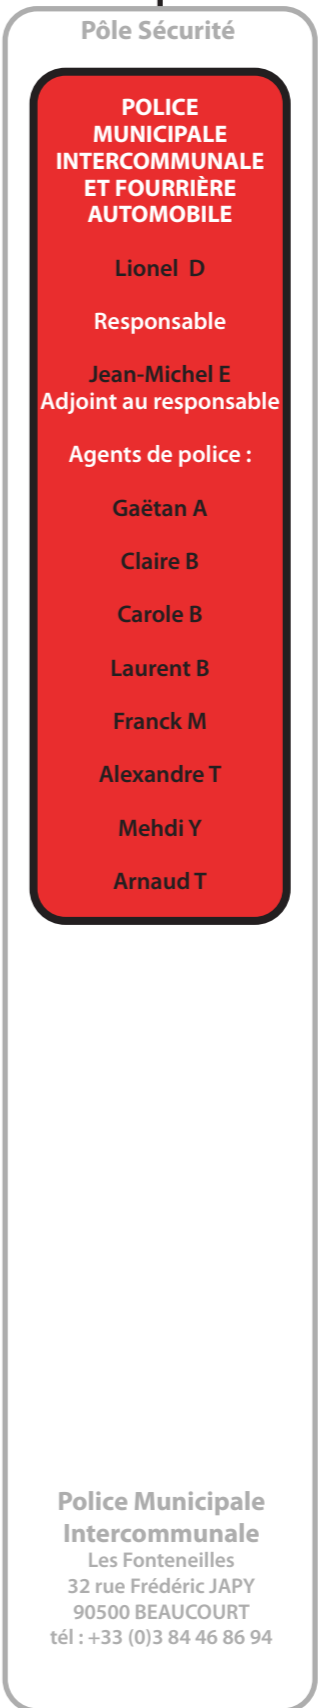 Pôle Sécurité
POLICE
MUNICIPALE
INTERCOMMUNALE
ET FOURRIÈRE
AUTOMOBILE
Lionel D
Responsable
Jean-Michel E
Adjoint au responsable
Agents de police :
Gaëtan A
Claire B
Carole B
Laurent B
Franck M
Alexandre T
Mehdi Y
Arnaud T
Police Municipale
Intercommunale
Les Fonteneilles
32 rue Frédéric JAPY
90500 BEAUCOURT
tél : +33 (0)3 84 46 86 94